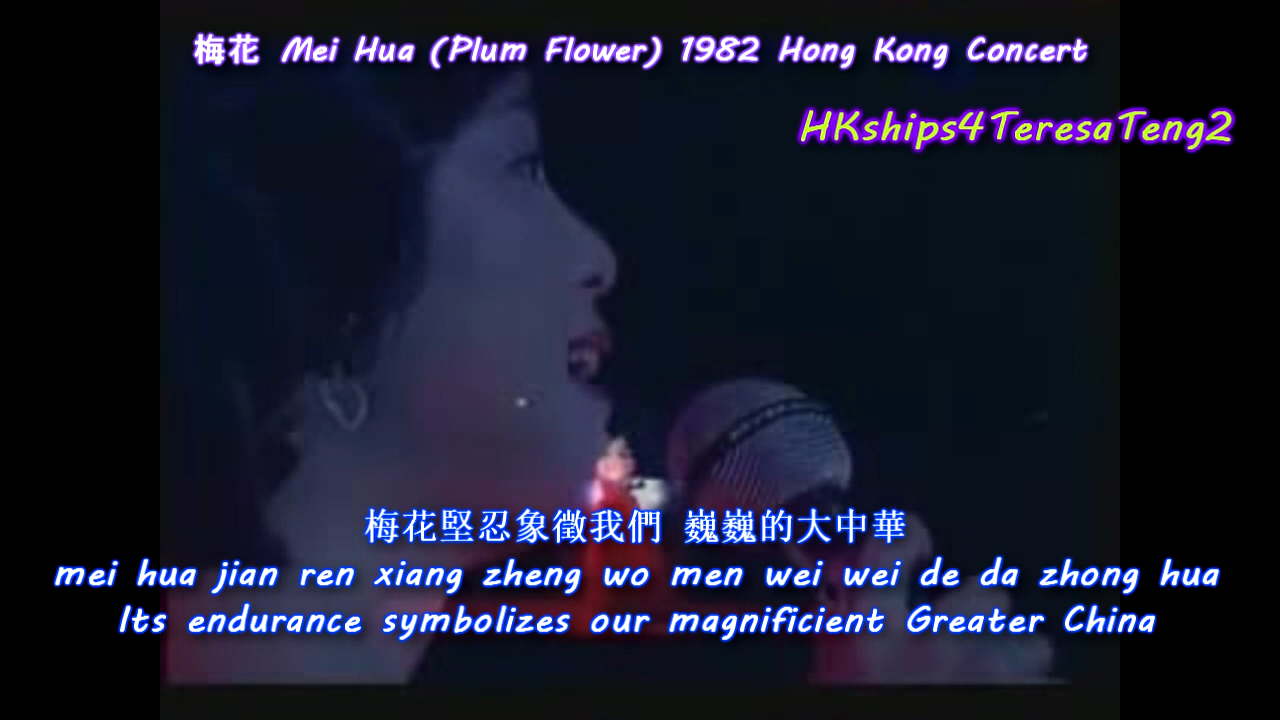 梅花 Mei Hua (Plum Flower) 1982 Hong Kong Concert
HKships4TeresaTeng2
梅花堅忍象徵我們 巍巍的大中華
mei hua jian ren xiang zheng wo men wei wei de da zhong hua
Its endurance symbolizes our magnificient Greater China